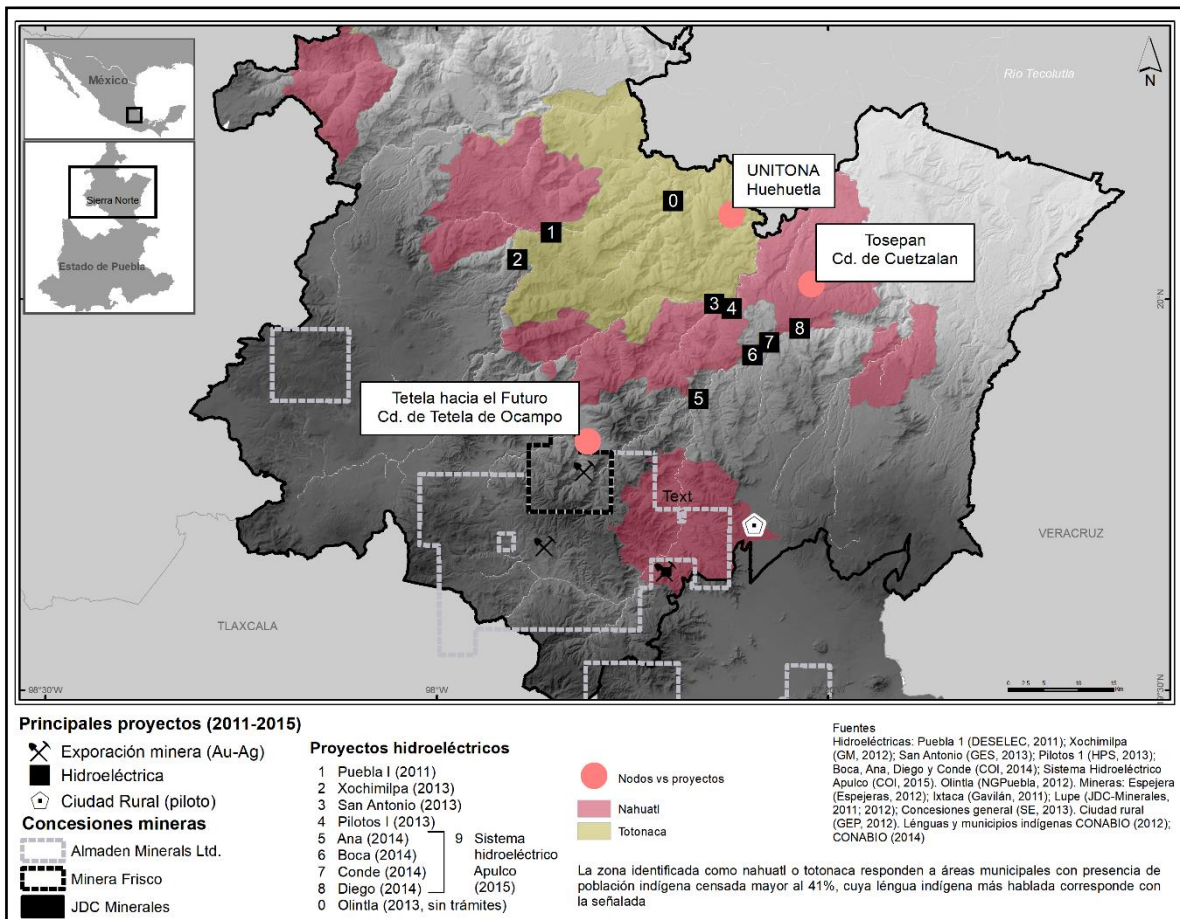 México
Sierra Norte
Estado de Puebla
Río Tecolutla
N
UNITONA
Huehuetla
0
1
2
Tosepan
Cd. de Cuetzalan
20°N
3
4
8
7
6
5
Tetela hacia el Futuro
Cd. de Tetela de Ocampo
Text
VERACRUZ
TLAXCALA
98°30'W
98°W
19°30'N
Principales proyectos (2011-2015)
Exporación minera (Au-Ag)
Hidroeléctrica
Ciudad Rural (piloto)
Concesiones mineras
Almaden Minerals Ltd.
Minera Frisco
JDC Minerales
Proyectos hidroeléctricos
1 Puebla I (2011)
2 Xochimilpa (2013)
3 San Antonio (2013)
4 Pilotos I (2013)
5 Ana (2014)
6 Boca (2014)
7 Conde (2014)
8 Diego (2014)
9 Sistema
hidroeléctrico
Apulco
(2015)
0 Olintla (2013, sin trámites)
Nodos vs proyectos
Nahuatl
Totonaca
Fuentes
Hidroeléctricas: Puebla 1 (DESELEC, 2011); Xochimilpa
(GM, 2012); San Antonio (GES, 2013); Pilotos 1 (HPS, 2013);
Boca, Ana, Diego y Conde (COI, 2014); Sistema Hidroeléctrico
Apulco (COI, 2015). Olintla (NGPuebla, 2012). Mineras: Espejera
(Espejeras, 2012); Ixtaca (Gavilán, 2011); Lupe (JDC-Minerales,
2011; 2012); Concesiones general (SE, 2013). Ciudad rural
(GEP, 2012). Lénguas y municipios indígenas CONABIO (2012);
CONABIO (2014)
La zona identificada como nahuatl o totonaca responden a áreas municipales con presencia de
población indígena censada mayor al 41%, cuya léngua indígena más hablada corresponde con
la señalada